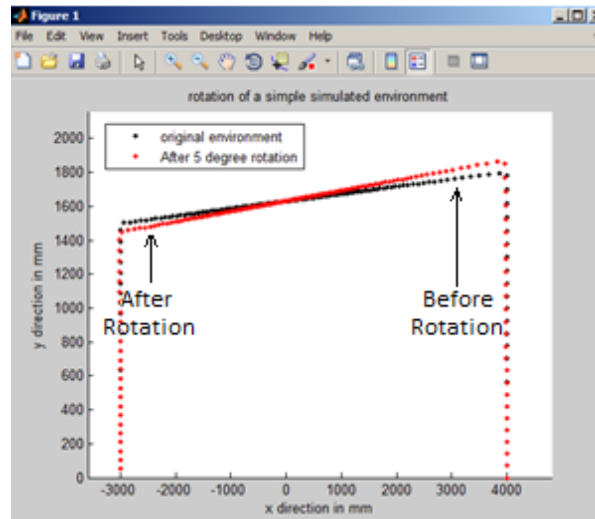 Figure 1
File Edit View Insert Tools Desktop Window Help
rotation of a simple simulated environment
original environment
After 5 degree rotation
2000
1800
1600
1400
1200
1000
800
600
400
200
0
y direction in mm
After
Rotation
Before
Rotation
-3000 -2000 -1000 0 1000 2000 3000 4000
x direction in mm